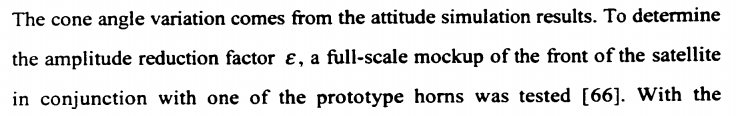 The cone angle variation comes from the attitude simulation results. To determine
the amplitude reduction factor ε, a full-scale mockup of the front of the satellite
in conjunction with one of the prototype horns was tested [66]. With the